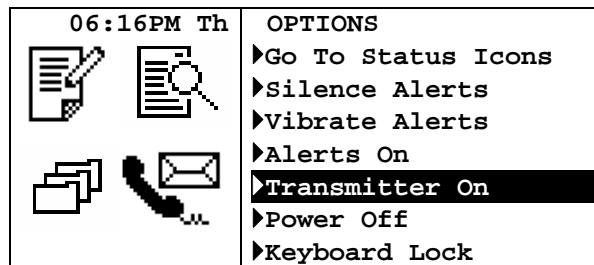 06:16PM Th
OPTIONS
Go To Status Icons
Silence Alerts
Vibrate Alerts
Alerts On
Transmitter On
Power Off
Keyboard Lock